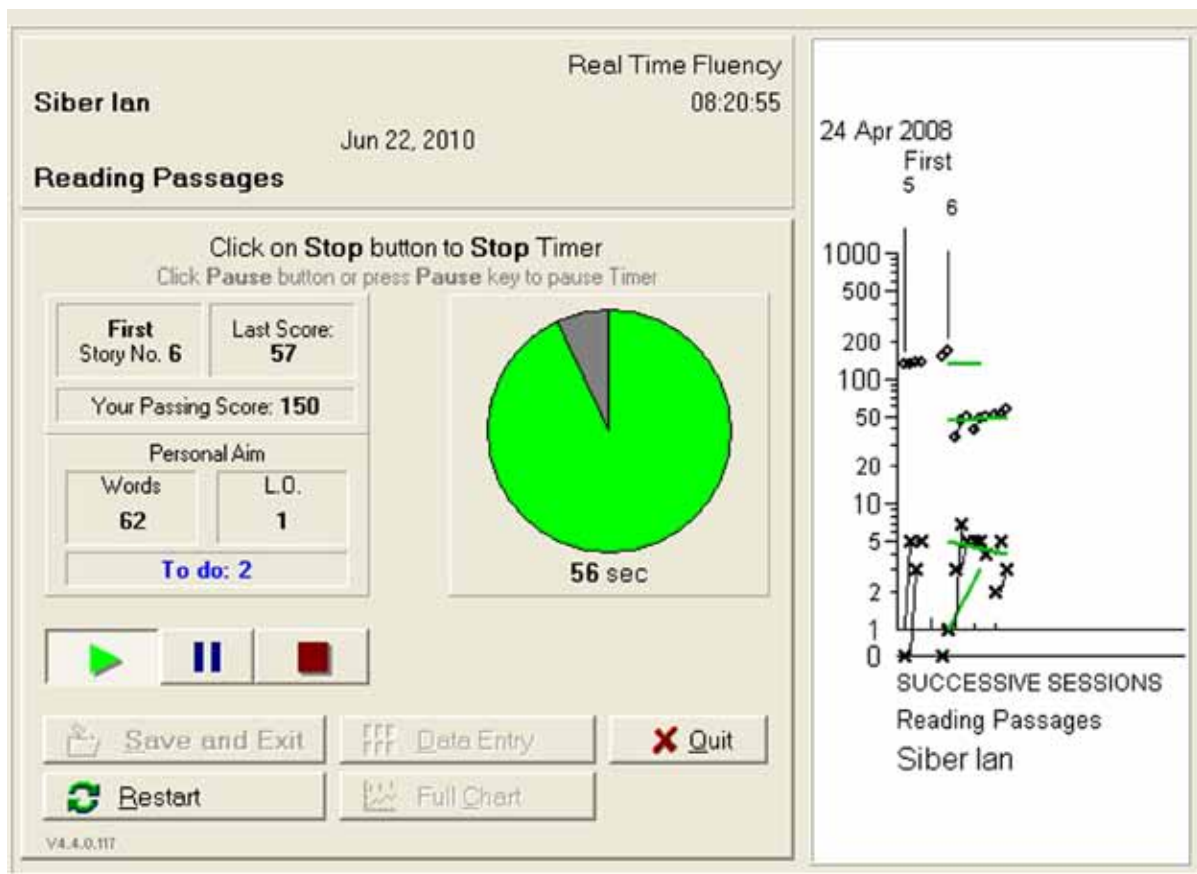 Real Time Fluency
Siber Ian 08:20:55
Jun 22, 2010
Reading Passages
Click on Stop button to Stop Timer
Click Pause button or press Pause key to pause Timer
First
Story No. 6
Last Score:
57
Your Passing Score: 150
Personal Aim
Words
62
L.O.
1
To do: 2
56 sec
Save and Exit
Data Entry
Quit
Restart
Full Chart
V4.4.0.117
24 Apr 2008
First
5
6
1000
500
200
100
50
20
10
5
2
1
0
SUCCESSIVE SESSIONS
Reading Passages
Siber Ian